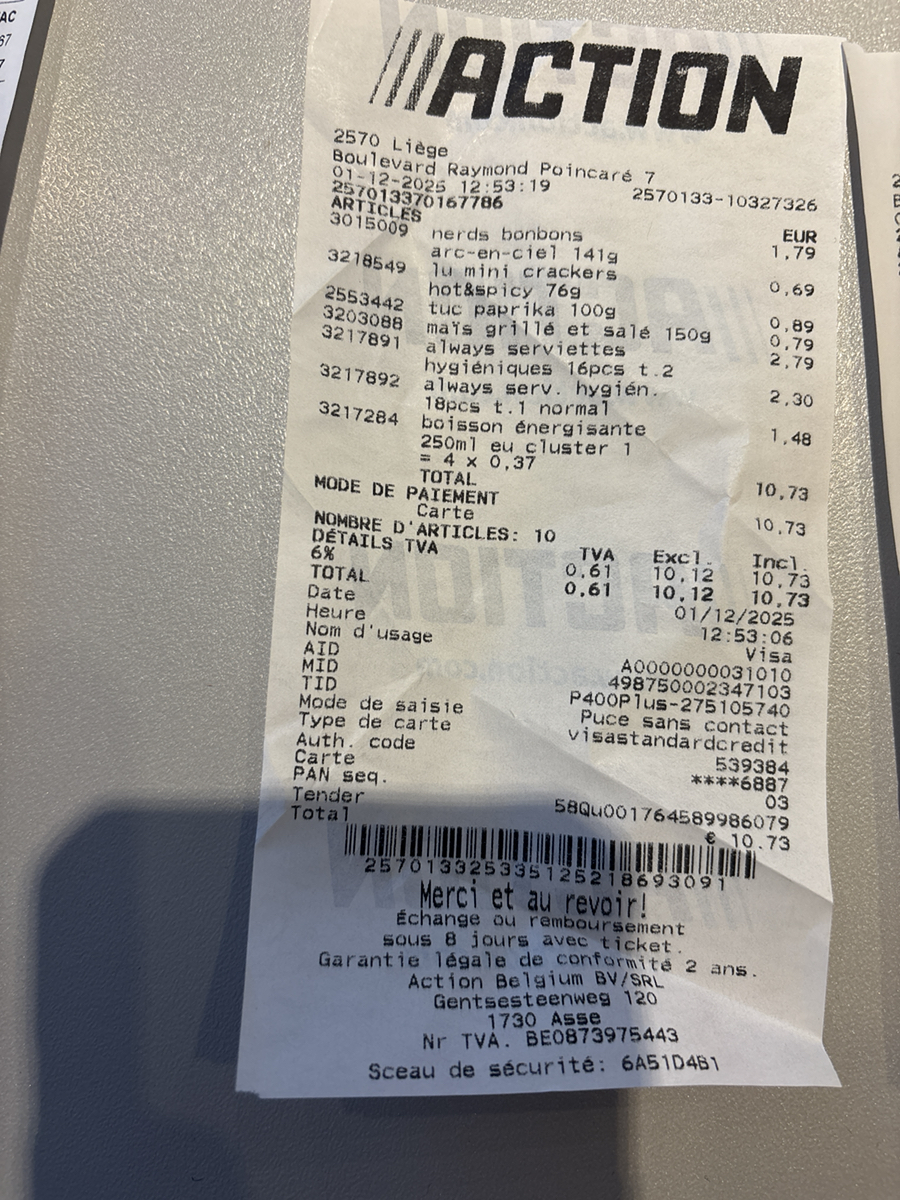 AC
67
7
ACTION
2570 Liège
Boulevard Raymond Poincaré 7
01-12-2025 12:53:19 2570133-10327326
257013370167786
ARTICLES EUR
3015009 nerds bonbons 1,79
arc-en-ciel 141g
3218549 lu mini crackers 0,69
hot&spicy 76g
2553442 tuc paprika 100g 0,89
3203088 maïs grillé et salé 150g 0,79
3217891 always serviettes 2,79
hygiéniques 16pcs t.2
3217892 always serv. hygién. 2,30
18pcs t.1 normal
3217284 boisson énergisante 1,48
250ml eu cluster 1
= 4 x 0,37
TOTAL 10,73
MODE DE PAIEMENT
Carte 10,73
NOMBRE D'ARTICLES: 10
DÉTAILS TVA TVA Excl. Incl.
6% 0,61 10,12 10,73
TOTAL 0,61 10,12 10,73
Date 01/12/2025
Heure 12:53:06
Nom d'usage Visa
AID A0000000031010
MID 498750002347103
TID P400Plus-275105740
Mode de saisie Puce sans contact
Type de carte visastandardcredit
Auth. code 539384
Carte ****6887
PAN seq. 03
Tender 58Qu001764589986079
Total € 10.73
257013325335125218693091
Merci et au revoir!
Échange ou remboursement
sous 8 jours avec ticket.
Garantie légale de conformité 2 ans.
Action Belgium BV/SRL
Gentsesteenweg 120
1730 Asse
Nr TVA. BE0873975443
Sceau de sécurité: 6A51D4B1